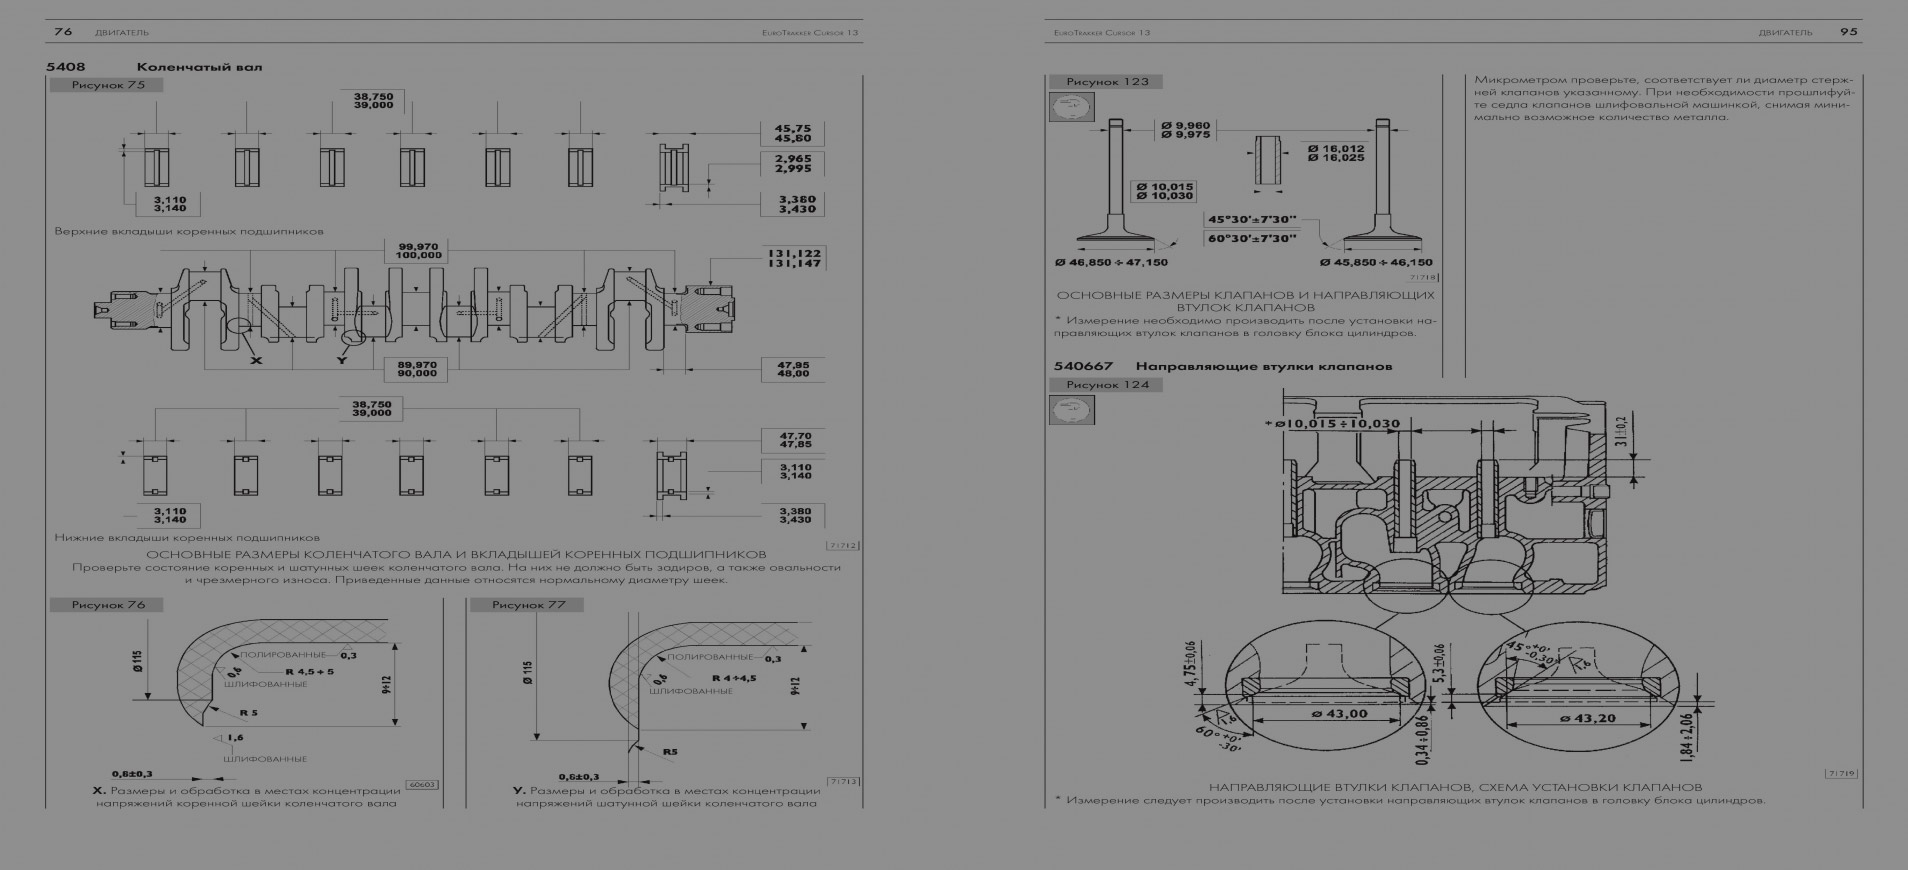 76 ДВИГАТЕЛЬ EuroTrakker Cursor 13
5408 Коленчатый вал
Рисунок 75
38,750
39,000
45,75
45,80
2,965
2,995
3,110
3,140
3,380
3,430
Верхние вкладыши коренных подшипников
99,970
100,000
131,122
131,147
X
Y
89,970
90,000
47,95
48,00
38,750
39,000
47,70
47,85
3,110
3,140
3,110
3,140
3,380
3,430
Нижние вкладыши коренных подшипников
71712
ОСНОВНЫЕ РАЗМЕРЫ КОЛЕНЧАТОГО ВАЛА И ВКЛАДЫШЕЙ КОРЕННЫХ ПОДШИПНИКОВ
Проверьте состояние коренных и шатунных шеек коленчатого вала. На них не должно быть задиров, а также овальности
и чрезмерного износа. Приведенные данные относятся нормальному диаметру шеек.
Рисунок 76
Ø 115
ПОЛИРОВАННЫЕ 0,3
0,6
R 4,5 ÷ 5
ШЛИФОВАННЫЕ
9÷12
R 5
1,6
ШЛИФОВАННЫЕ
0,8±0,3
60603
X. Размеры и обработка в местах концентрации
напряжений коренной шейки коленчатого вала
Рисунок 77
Ø 115
ПОЛИРОВАННЫЕ 0,3
0,6
R 4÷4,5
ШЛИФОВАННЫЕ
9÷12
R5
0,8±0,3
71713
Y. Размеры и обработка в местах концентрации
напряжений шатунной шейки коленчатого вала
EuroTrakker Cursor 13 ДВИГАТЕЛЬ 95
Рисунок 123
Ø 9,960
Ø 9,975
Ø 16,012
Ø 16,025
Ø 10,015
Ø 10,030
45°30'±7'30"
60°30'±7'30"
Ø 46,850 ÷ 47,150
Ø 45,850 ÷ 46,150
71718
ОСНОВНЫЕ РАЗМЕРЫ КЛАПАНОВ И НАПРАВЛЯЮЩИХ
ВТУЛОК КЛАПАНОВ
* Измерение необходимо производить после установки на-
правляющих втулок клапанов в головку блока цилиндров.
Микрометром проверьте, соответствует ли диаметр стерж-
ней клапанов указанному. При необходимости прошлифуй-
те седла клапанов шлифовальной машинкой, снимая мини-
мально возможное количество металла.
540667 Направляющие втулки клапанов
Рисунок 124
* ø10,015÷10,030
31±0,2
4,75±0,06
60° +0' -30'
ø 43,00
0,34÷0,86
5,3±0,06
45° +0' -0.30'
ø 43,20
1,84÷2,06
71719
НАПРАВЛЯЮЩИЕ ВТУЛКИ КЛАПАНОВ, СХЕМА УСТАНОВКИ КЛАПАНОВ
* Измерение следует производить после установки направляющих втулок клапанов в головку блока цилиндров.